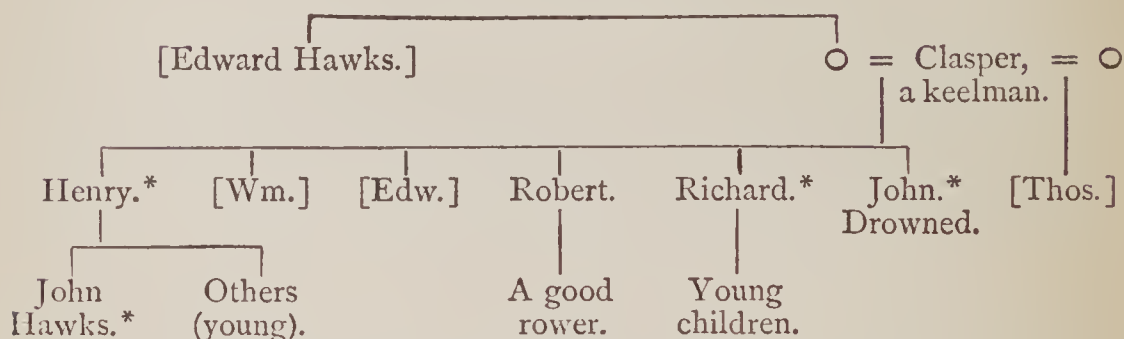 [Edward Hawks.] O = Clasper, = O
a keelman.
Henry.* [Wm.] [Edw.] Robert. Richard.* John.* [Thos.]
Drowned.
John Others A good Young
Hawks.* (young). rower. children.